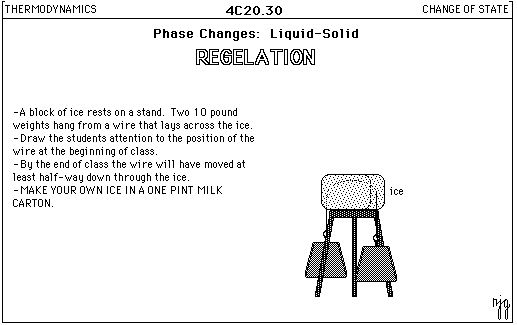 THERMODYNAMICS 4C20.30 CHANGE OF STATE
Phase Changes: Liquid-Solid
REGELATION
-A block of ice rests on a stand. Two 10 pound
weights hang from a wire that lays across the ice.
-Draw the students attention to the position of the
wire at the beginning of class.
-By the end of class the wire will have moved at
least half-way down through the ice.
-MAKE YOUR OWN ICE IN A ONE PINT MILK
CARTON.
ice